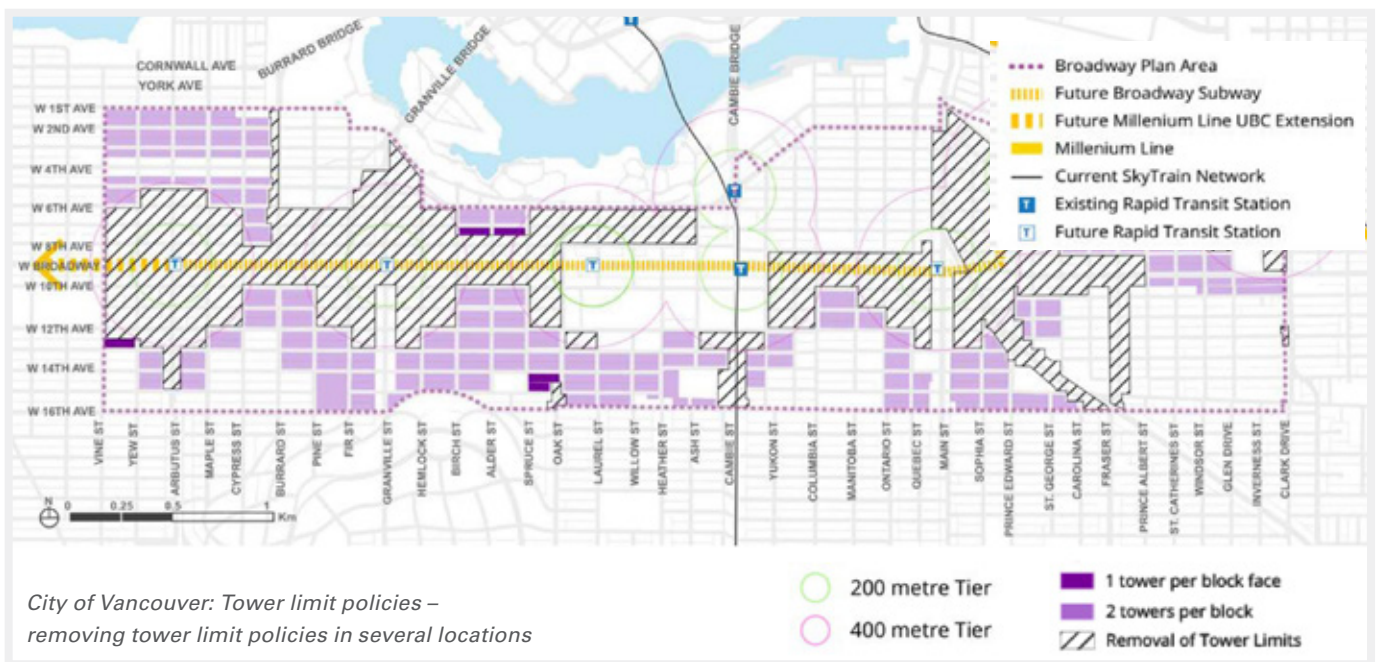 CORNWALL AVE
YORK AVE
BURRARD BRIDGE
GRANVILLE BRIDGE
CAMBIE BRIDGE
W 1ST AVE
W 2ND AVE
W 4TH AVE
W 6TH AVE
W 8TH AVE
W BROADWAY
W 10TH AVE
W 12TH AVE
W 14TH AVE
W 16TH AVE
Broadway Plan Area
Future Broadway Subway
Future Millenium Line UBC Extension
Millenium Line
Current SkyTrain Network
T Existing Rapid Transit Station
T Future Rapid Transit Station
T
T
T
T
T
T
T
VINE ST
YEW ST
ARBUTUS ST
MAPLE ST
CYPRESS ST
BURRARD ST
PINE ST
FIR ST
GRANVILLE ST
HEMLOCK ST
BIRCH ST
ALDER ST
SPRUCE ST
OAK ST
LAUREL ST
WILLOW ST
HEATHER ST
ASH ST
CAMBIE ST
YUKON ST
COLUMBIA ST
MANITOBA ST
ONTARIO ST
QUEBEC ST
MAIN ST
SOPHIA ST
PRINCE EDWARD ST
ST. GEORGE ST
CAROLINA ST
FRASER ST
PRINCE ALBERT ST
ST. CATHERINES ST
WINDSOR ST
GLEN DRIVE
INVERNESS ST
CLARK DRIVE
N
0 0.25 0.5 1
Km
City of Vancouver: Tower limit policies –
removing tower limit policies in several locations
200 metre Tier
400 metre Tier
1 tower per block face
2 towers per block
Removal of Tower Limits